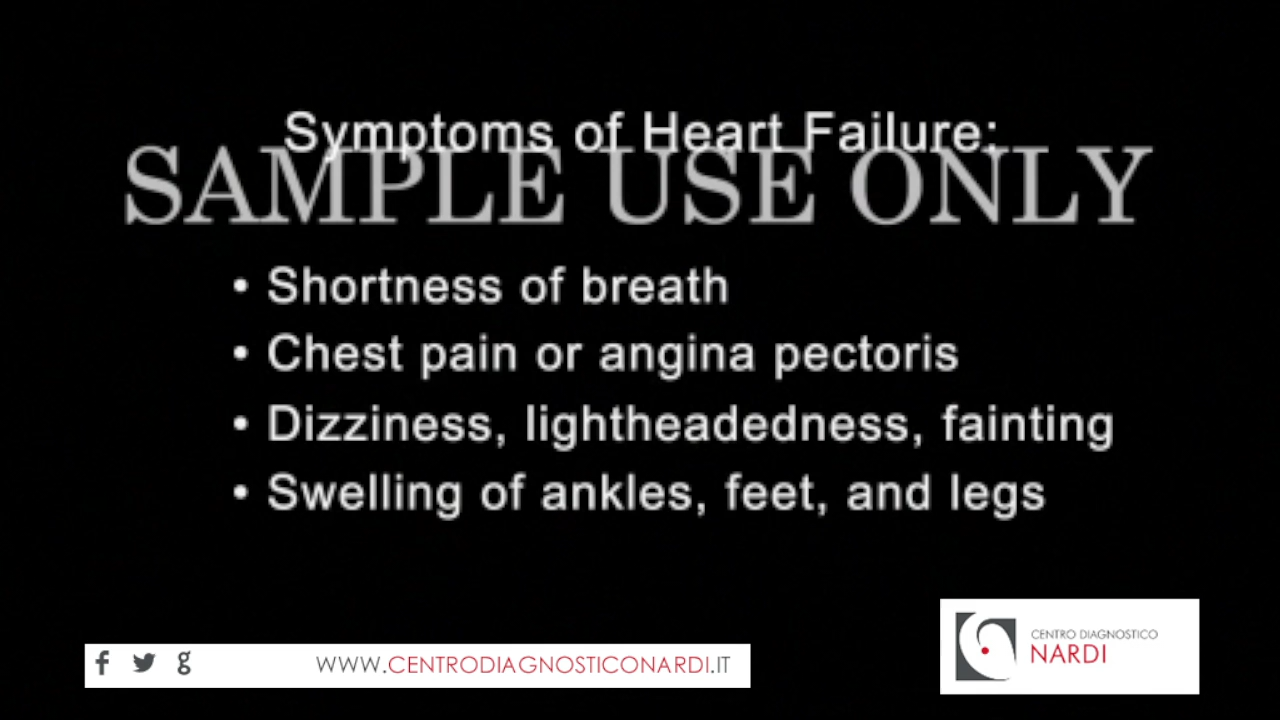 Symptoms of Heart Failure:
SAMPLE USE ONLY
• Shortness of breath
• Chest pain or angina pectoris
• Dizziness, lightheadedness, fainting
• Swelling of ankles, feet, and legs
WWW.CENTRODIAGNOSTICONARDI.IT
CENTRO DIAGNOSTICO
NARDI